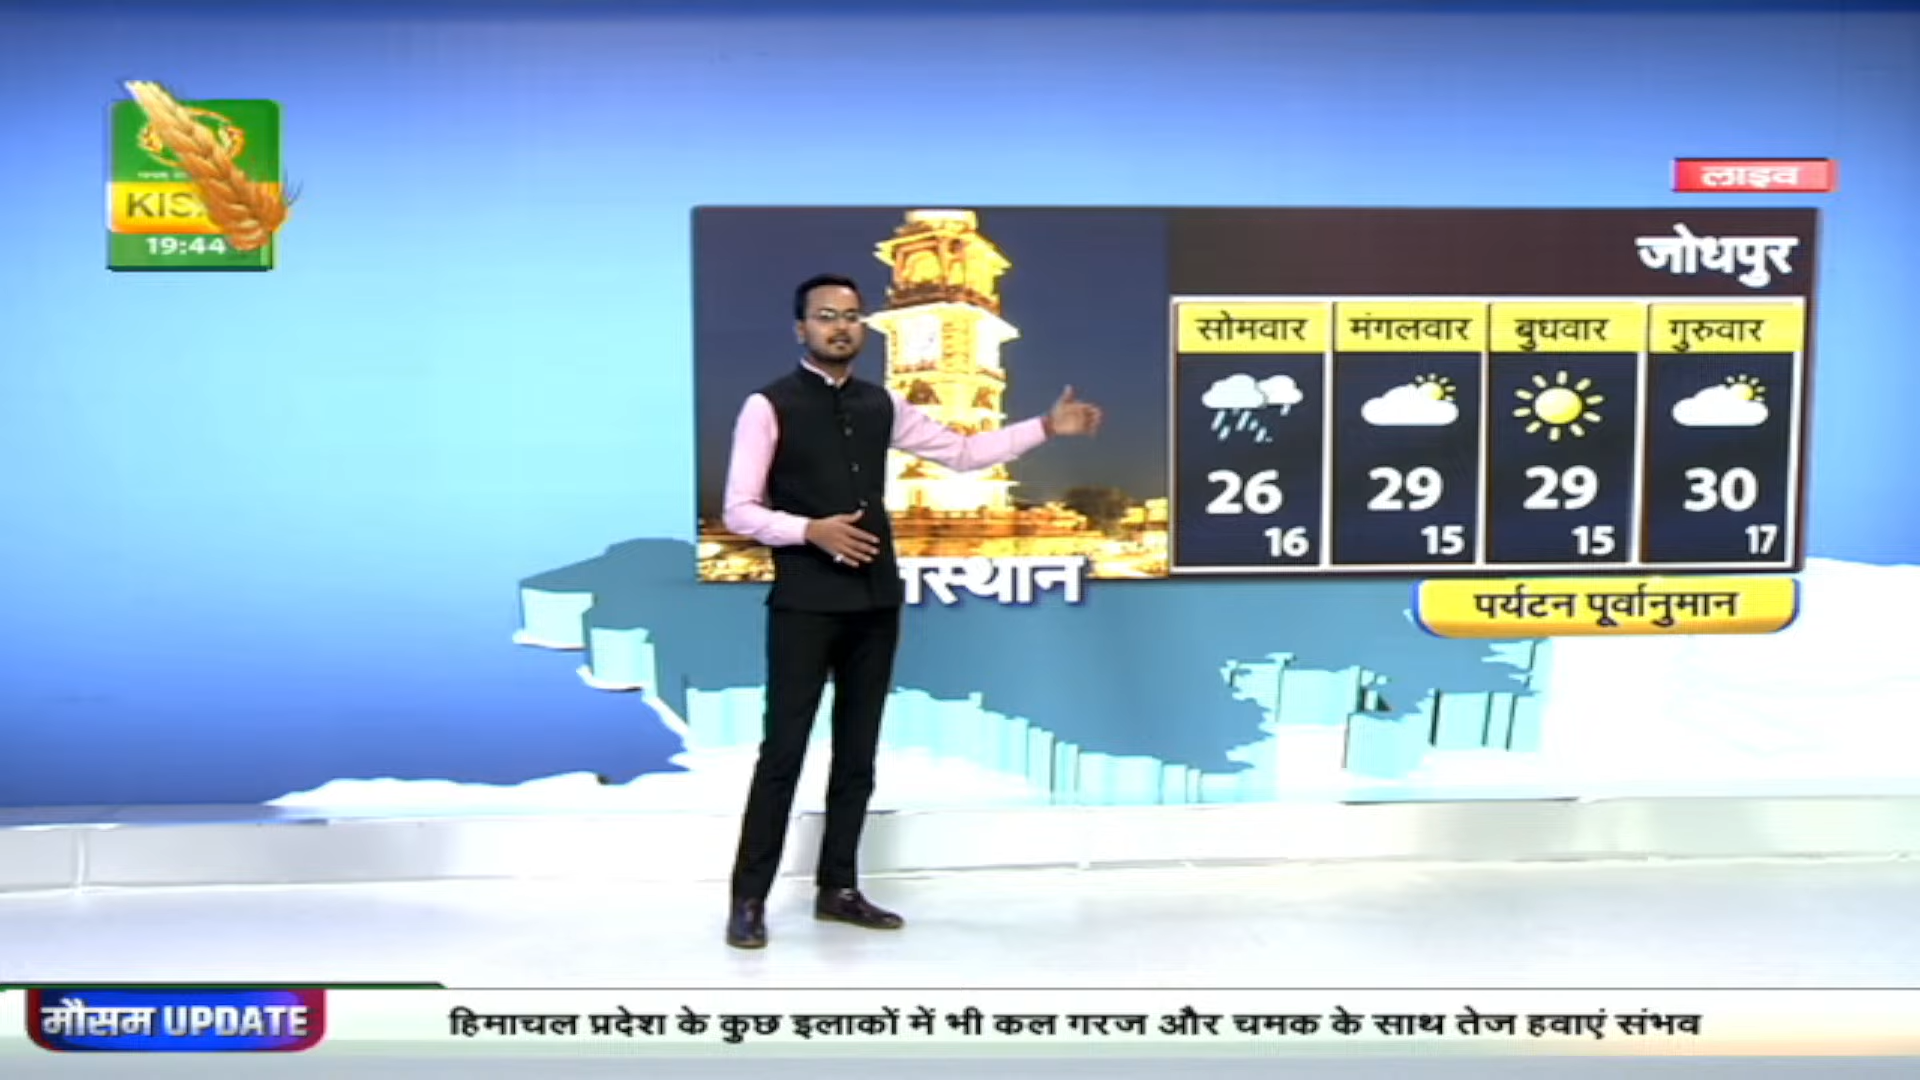 लाइव
KIS
19:44
जोधपुर
सोमवार मंगलवार बुधवार गुरुवार
26 29 29 30
16 15 15 17
स्थान
पर्यटन पूर्वानुमान
मौसम UPDATE
हिमाचल प्रदेश के कुछ इलाकों में भी कल गरज और चमक के साथ तेज हवाएं संभव